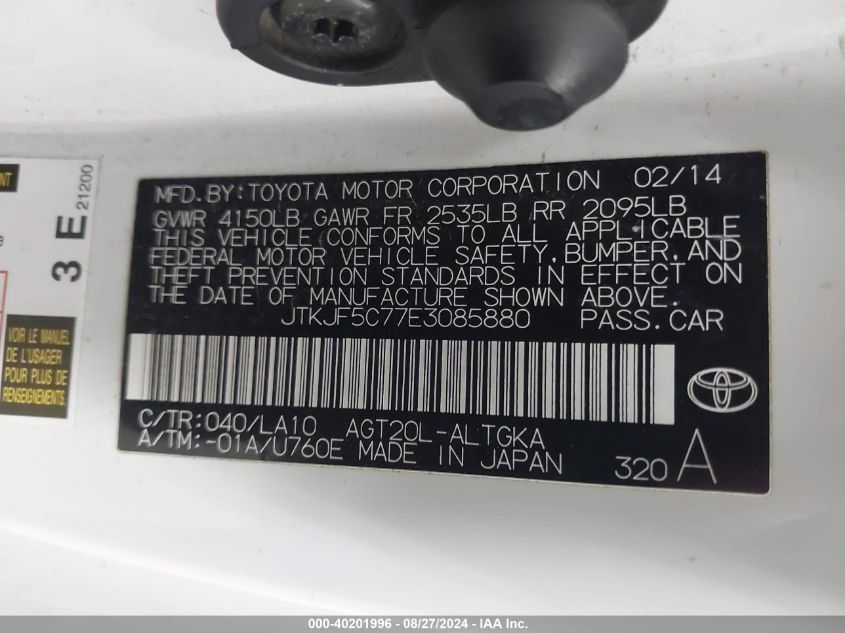 MFD.BY:TOYOTA MOTOR CORPORATION 02/14
GVWR 4150LB GAWR FR 2535LB RR 2095LB
THIS VEHICLE CONFORMS TO ALL APPLICABLE
FEDERAL MOTOR VEHICLE SAFETY,BUMPER,AND
THEFT PREVENTION STANDARDS IN EFFECT ON
THE DATE OF MANUFACTURE SHOWN ABOVE.
JTKJF5C77E3085880 PASS.CAR
C/TR:040/LA10 AGT20L-ALTGKA
A/TM:-01A/U760E MADE IN JAPAN
320 A
3 E
21200
VOIR LE MANUEL
DE L'USAGER
POUR PLUS DE
RENSEIGNEMENTS.
000-40201996 - 08/27/2024 - IAA Inc.